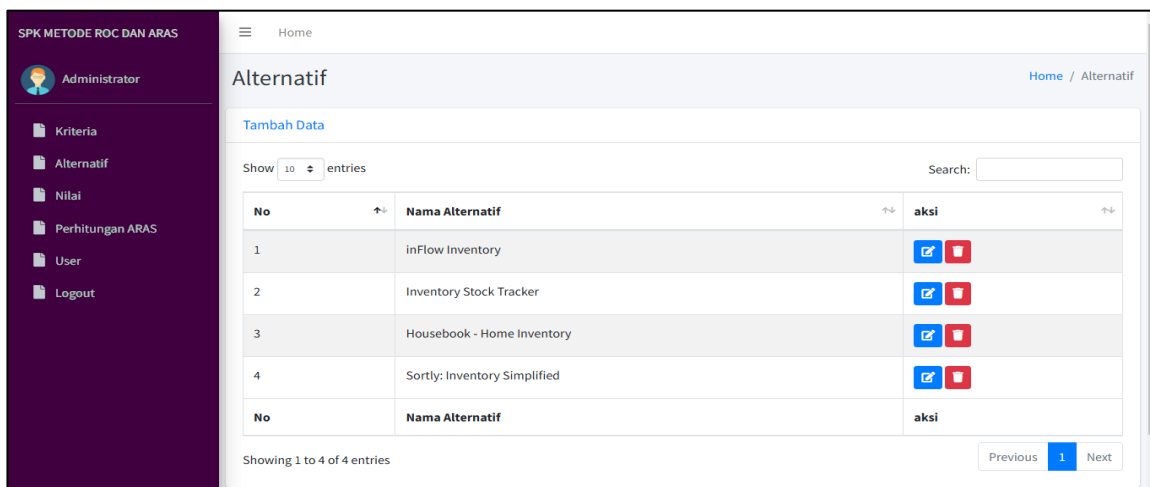 SPK METODE ROC DAN ARAS
Administrator
Kriteria
Alternatif
Nilai
Perhitungan ARAS
User
Logout
Home
Alternatif
Home / Alternatif
Tambah Data
Show 10 entries
Search:
No Nama Alternatif aksi
1 inFlow Inventory
2 Inventory Stock Tracker
3 Housebook - Home Inventory
4 Sortly: Inventory Simplified
No Nama Alternatif aksi
Showing 1 to 4 of 4 entries
Previous 1 Next